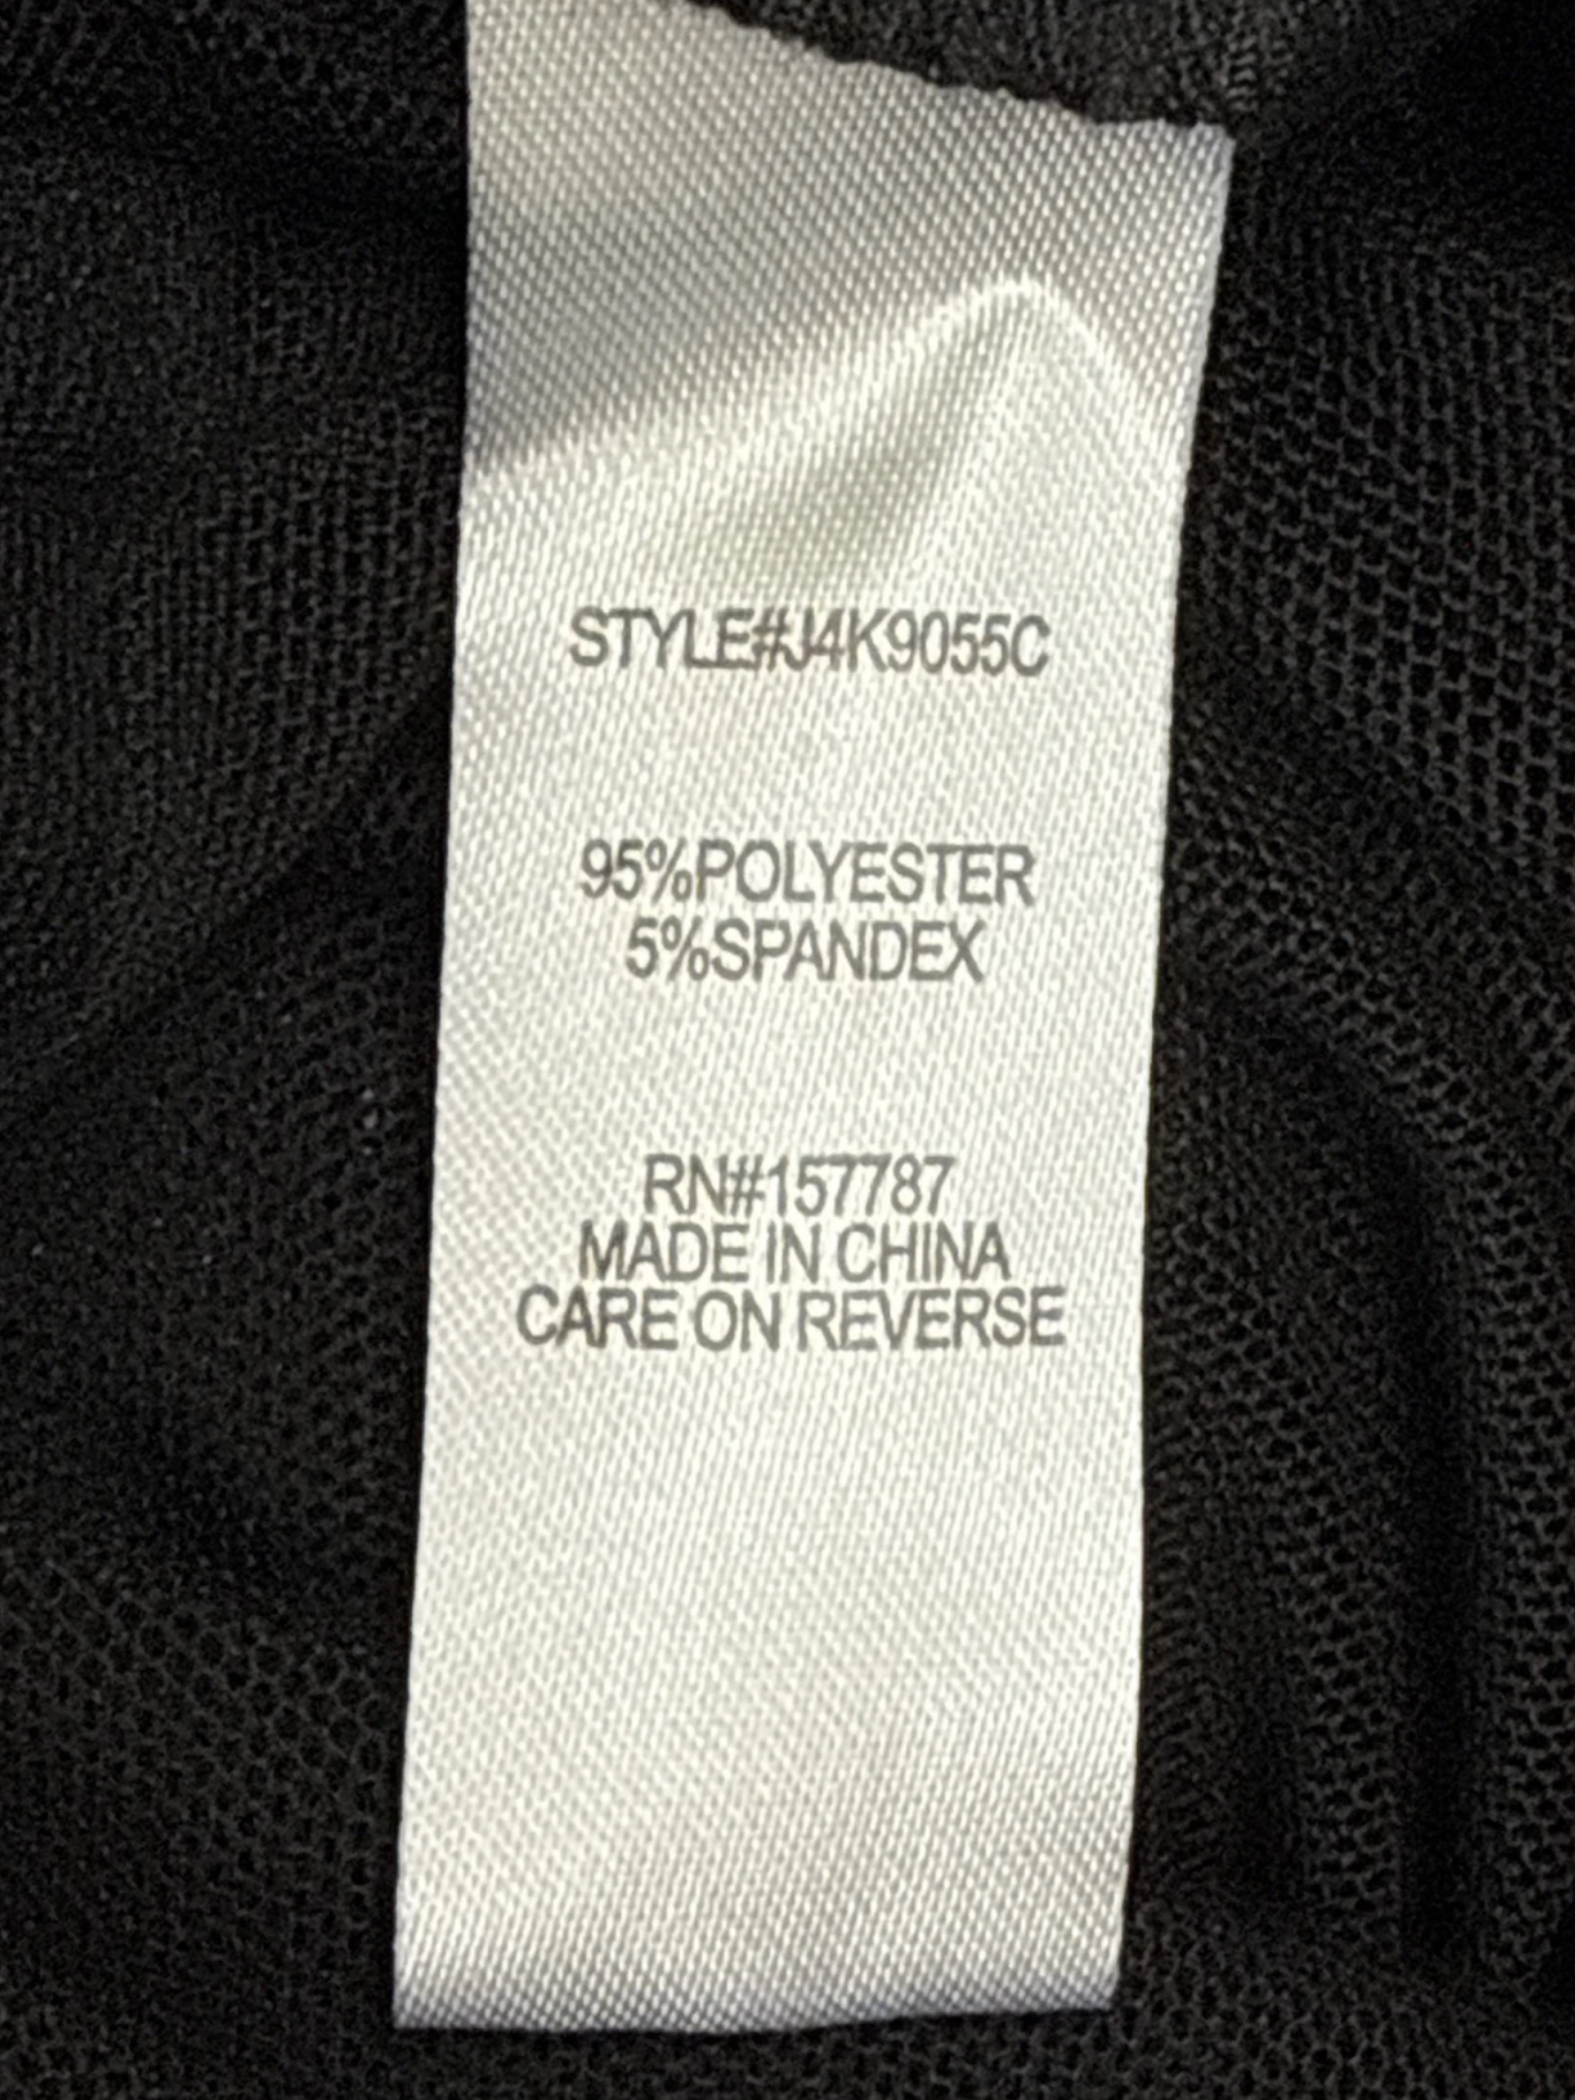 STYLE#J4K9055C
95%POLYESTER
5%SPANDEX
RN#157787
MADE IN CHINA
CARE ON REVERSE